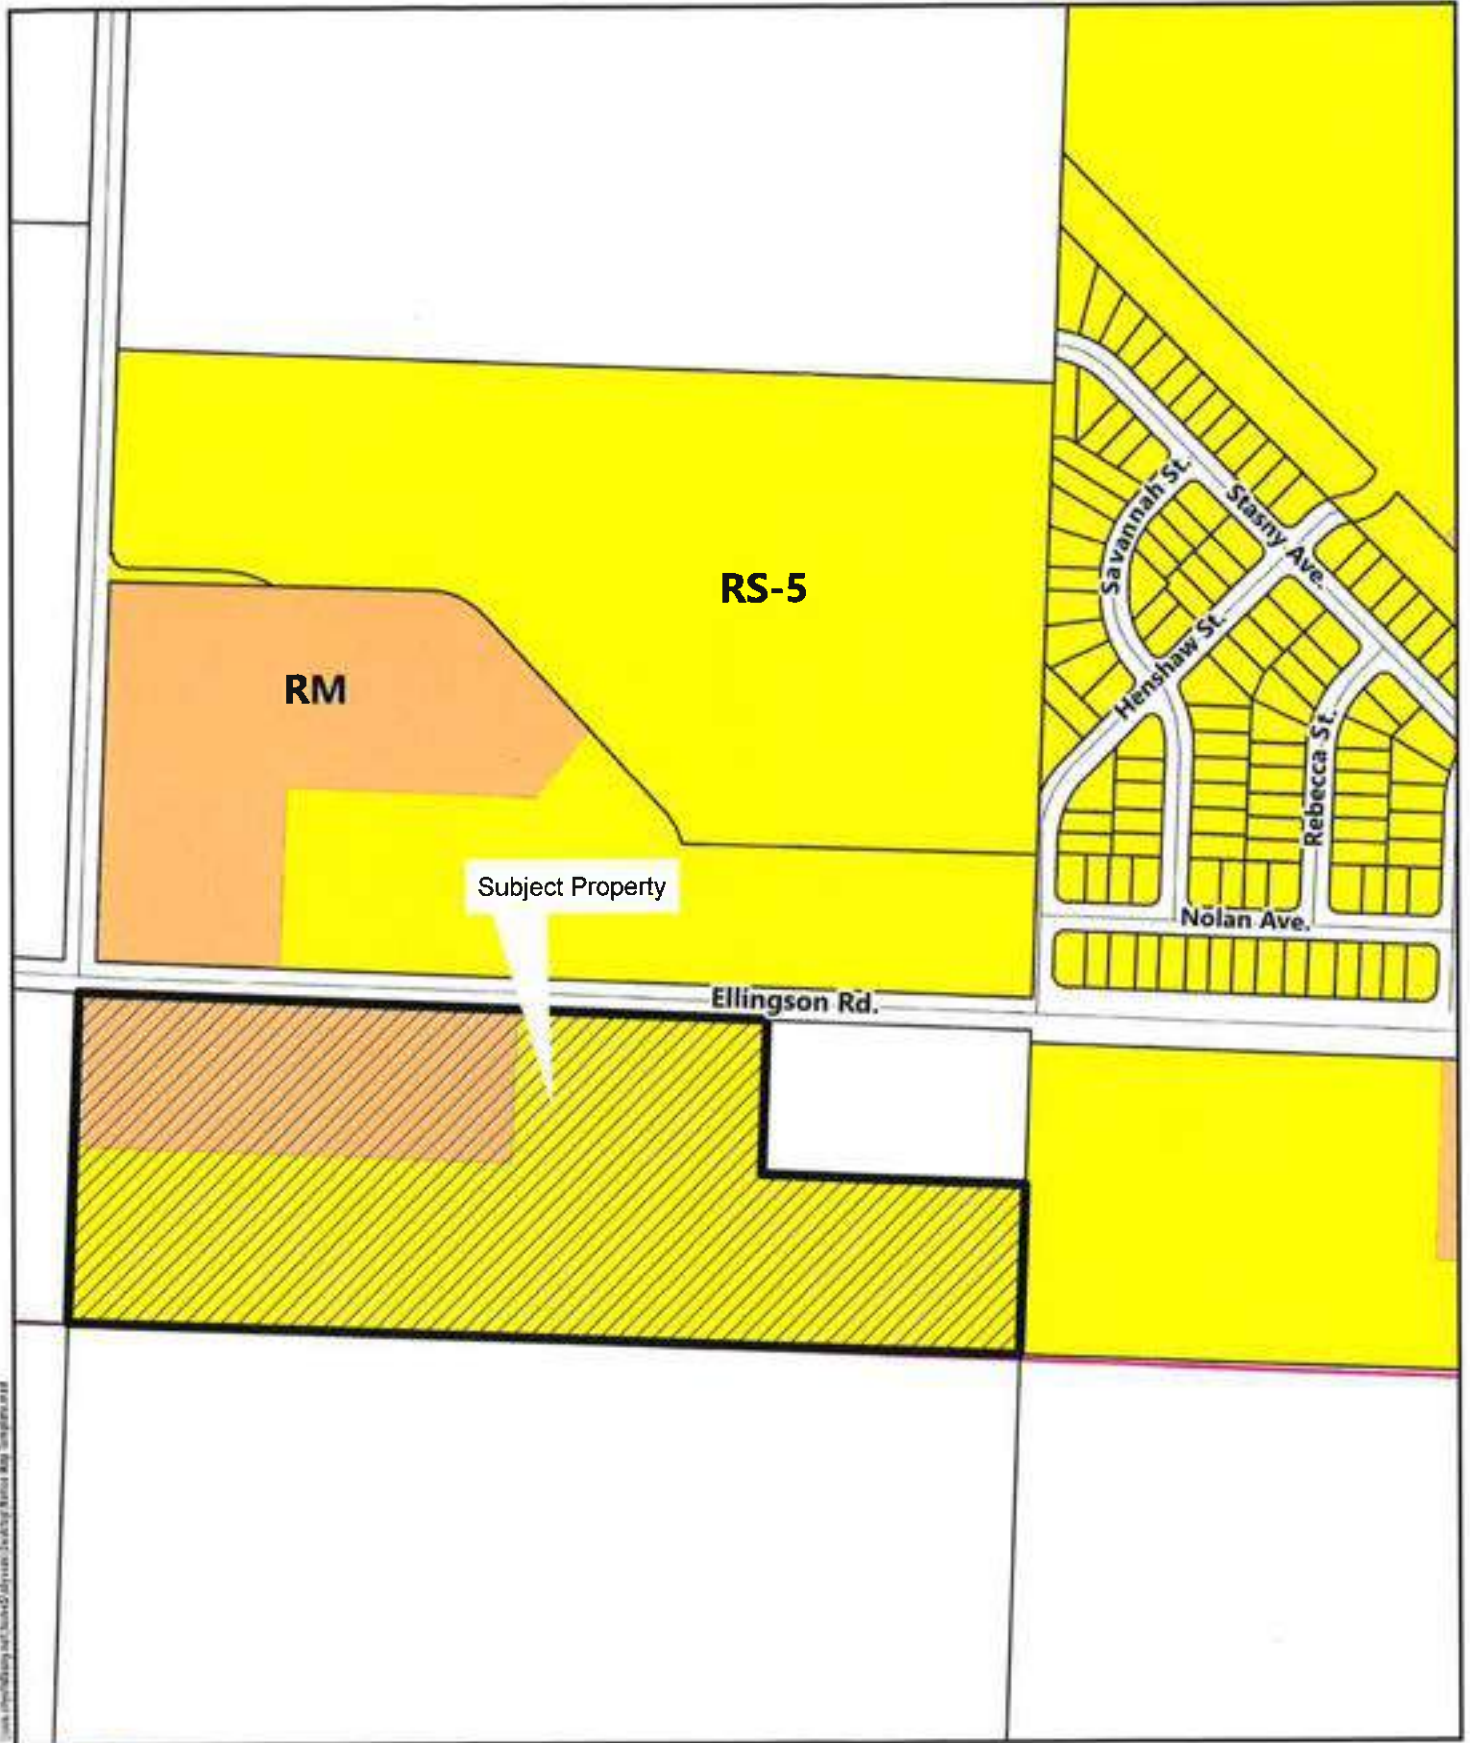 Savannah St.
Stasny Ave.
RS-5
Henshaw St.
RM
Rebecca St.
Subject Property
Nolan Ave.
Ellingson Rd.